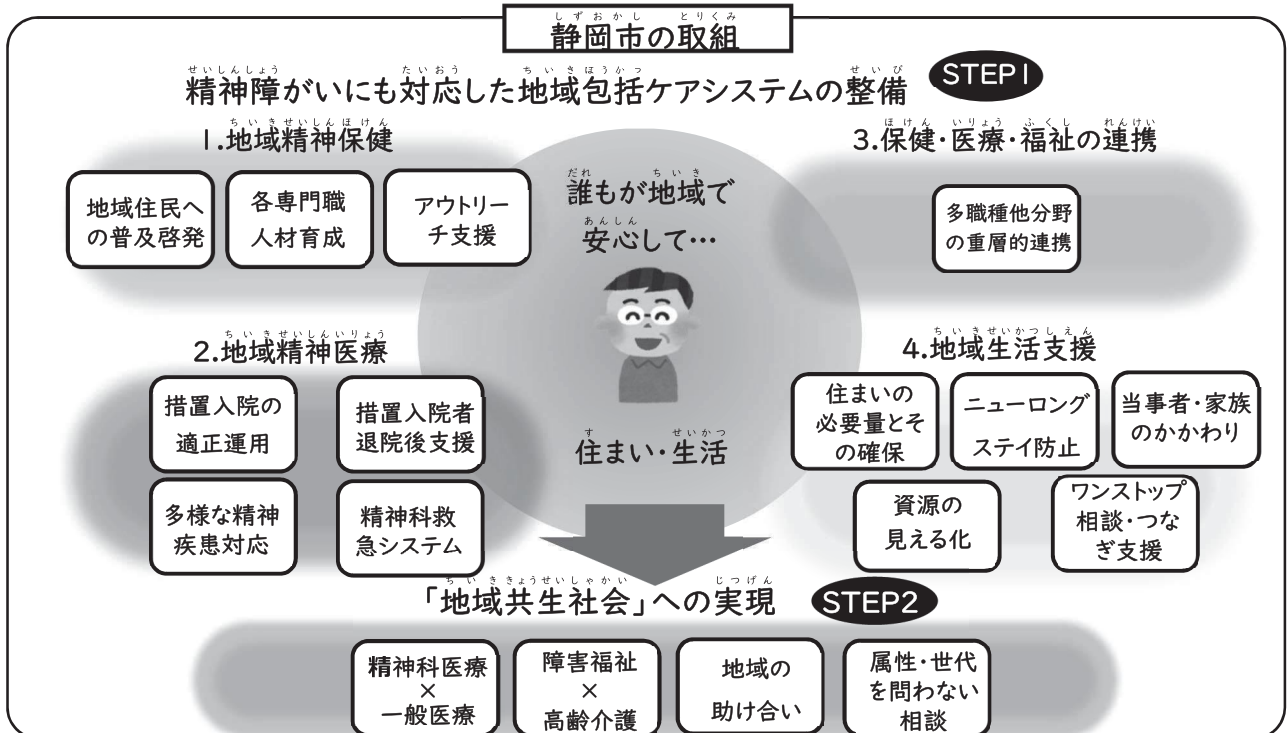 静岡市の取組
精神障がいにも対応した地域包括ケアシステムの整備
STEP1
1.地域精神保健
地域住民へ
の普及啓発
各専門職
人材育成
アウトリー
チ支援
誰もが地域で
安心して…
住まい・生活
3.保健・医療・福祉の連携
多職種他分野
の重層的連携
2.地域精神医療
措置入院の
適正運用
措置入院者
退院後支援
多様な精神
疾患対応
精神科救
急システム
4.地域生活支援
住まいの
必要量とそ
の確保
ニューロング
ステイ防止
当事者・家族
のかかわり
資源の
見える化
ワンストップ
相談・つな
ぎ支援
「地域共生社会」への実現
STEP2
精神科医療
×
一般医療
障害福祉
×
高齢介護
地域の
助け合い
属性・世代
を問わない
相談